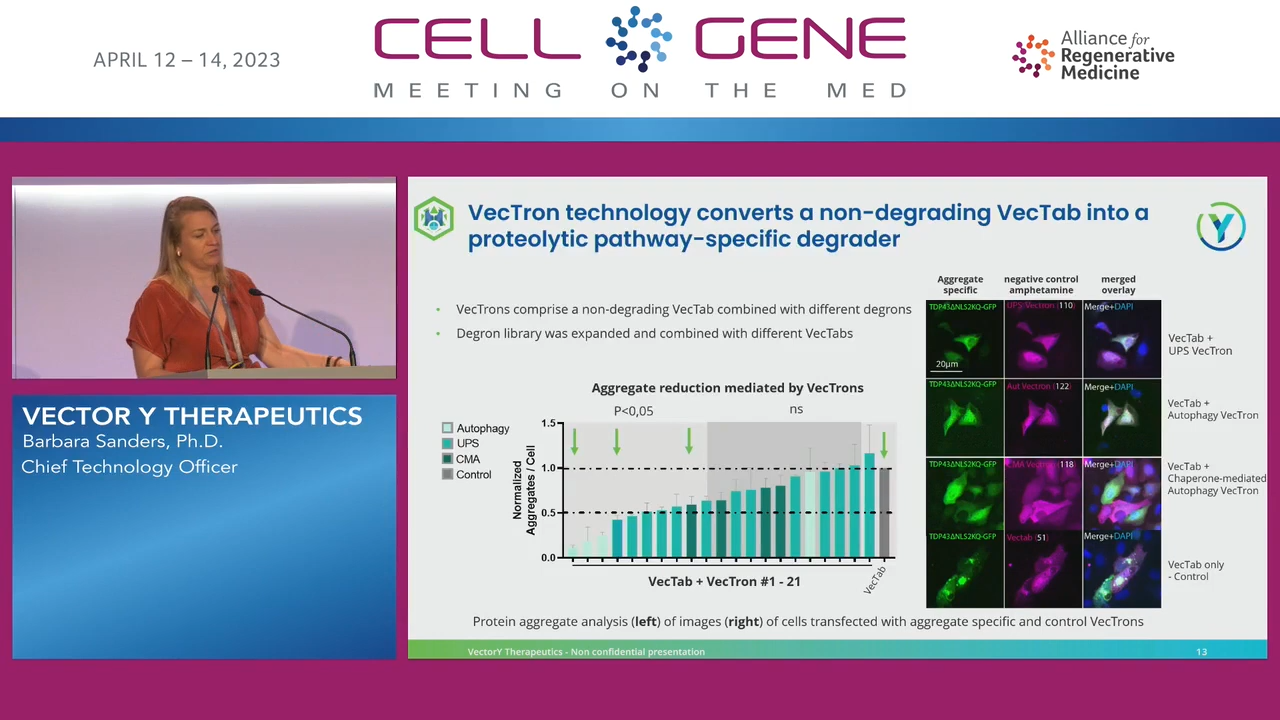 APRIL 12 – 14, 2023
CELL GENE
MEETING ON THE MED
Alliance for
Regenerative
Medicine
VECTOR Y THERAPEUTICS
Barbara Sanders, Ph.D.
Chief Technology Officer
VecTron technology converts a non-degrading VecTab into a
proteolytic pathway-specific degrader
• VecTrons comprise a non-degrading VecTab combined with different degrons
• Degron library was expanded and combined with different VecTabs
Aggregate reduction mediated by VecTrons
P<0,05
ns
Autophagy
UPS
CMA
Control
Normalized
Aggregates / Cell
1.5
1.0
0.5
0.0
VecTab + VecTron #1 - 21
VecTab
Aggregate
specific
negative control
amphetamine
merged
overlay
TDP43ΔNLS2KQ-GFP
UPS Vectron (110)
Merge+DAPI
20μm
VecTab +
UPS VecTron
TDP43ΔNLS2KQ-GFP
Aut Vectron (122)
Merge+DAPI
VecTab +
Autophagy VecTron
TDP43ΔNLS2KQ-GFP
CMA Vectron (118)
Merge+DAPI
VecTab +
Chaperone-mediated
Autophagy VecTron
TDP43ΔNLS2KQ-GFP
Vectab (51)
Merge+DAPI
VecTab only
- Control
Protein aggregate analysis (left) of images (right) of cells transfected with aggregate specific and control VecTrons
VectorY Therapeutics - Non confidential presentation
13